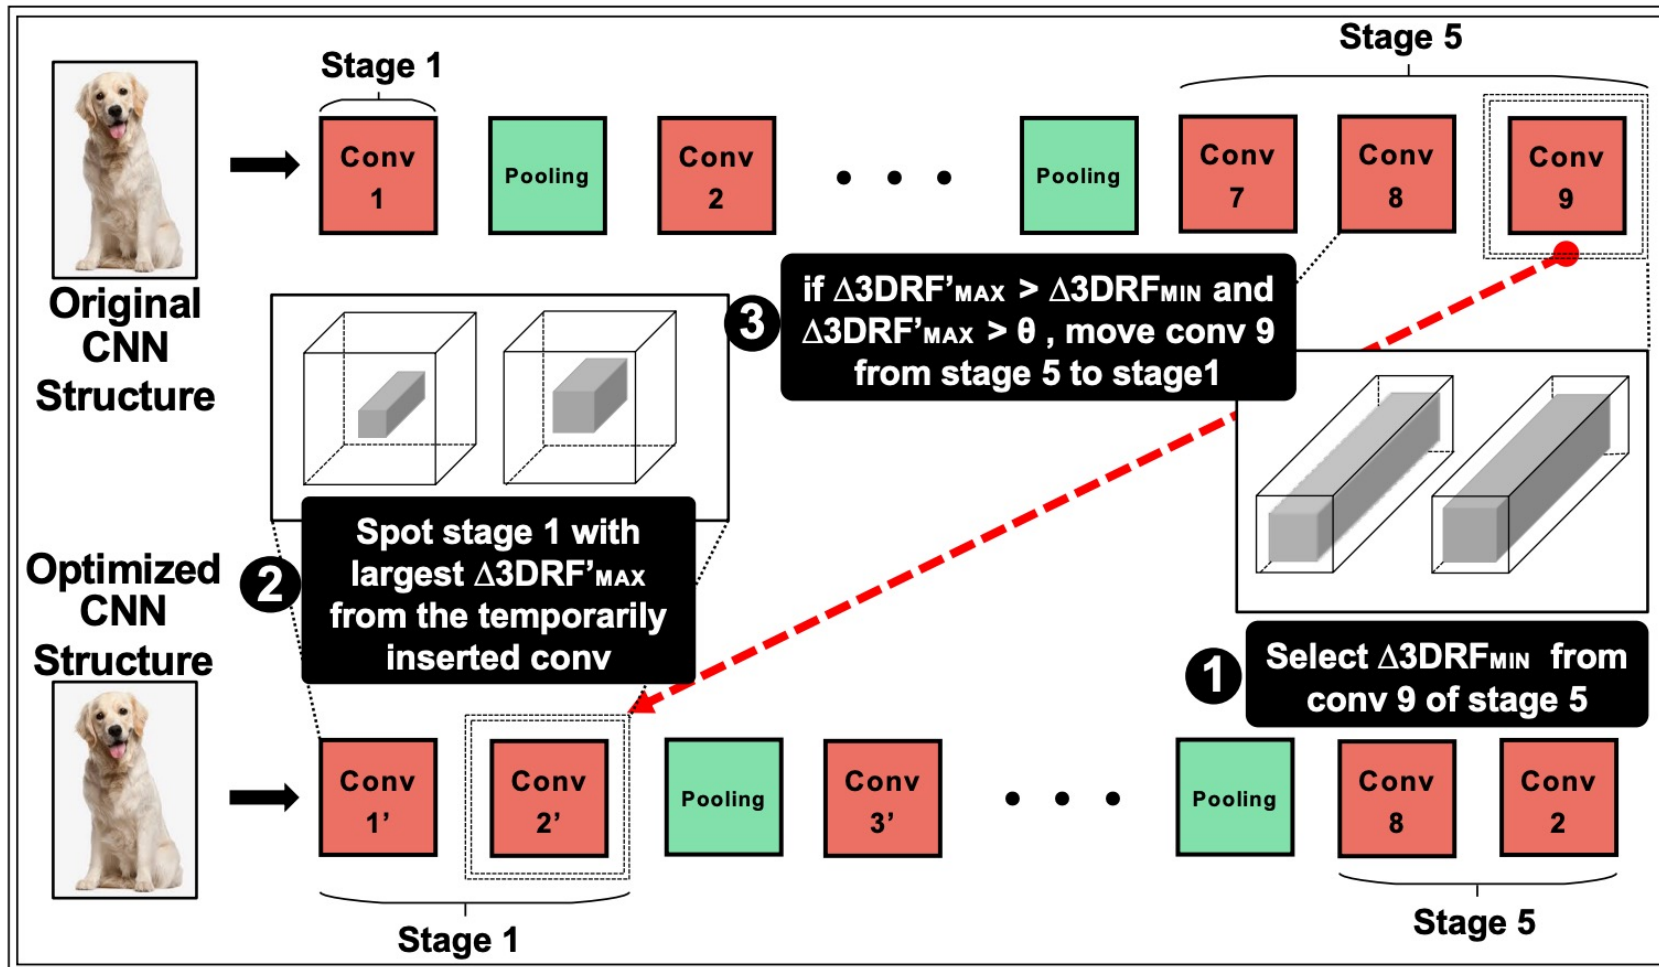 Stage 1
Stage 5
Conv
1
Pooling
Conv
2
• • •
Pooling
Conv
7
Conv
8
Conv
9
Original
CNN
Structure
3
if Δ3DRF'MAX > Δ3DRFMIN and
Δ3DRF'MAX > θ , move conv 9
from stage 5 to stage1
2
Spot stage 1 with
largest Δ3DRF'MAX
from the temporarily
inserted conv
1
Select Δ3DRFMIN from
conv 9 of stage 5
Optimized
CNN
Structure
Conv
1'
Conv
2'
Pooling
Conv
3'
• • •
Pooling
Conv
8
Conv
2
Stage 1
Stage 5